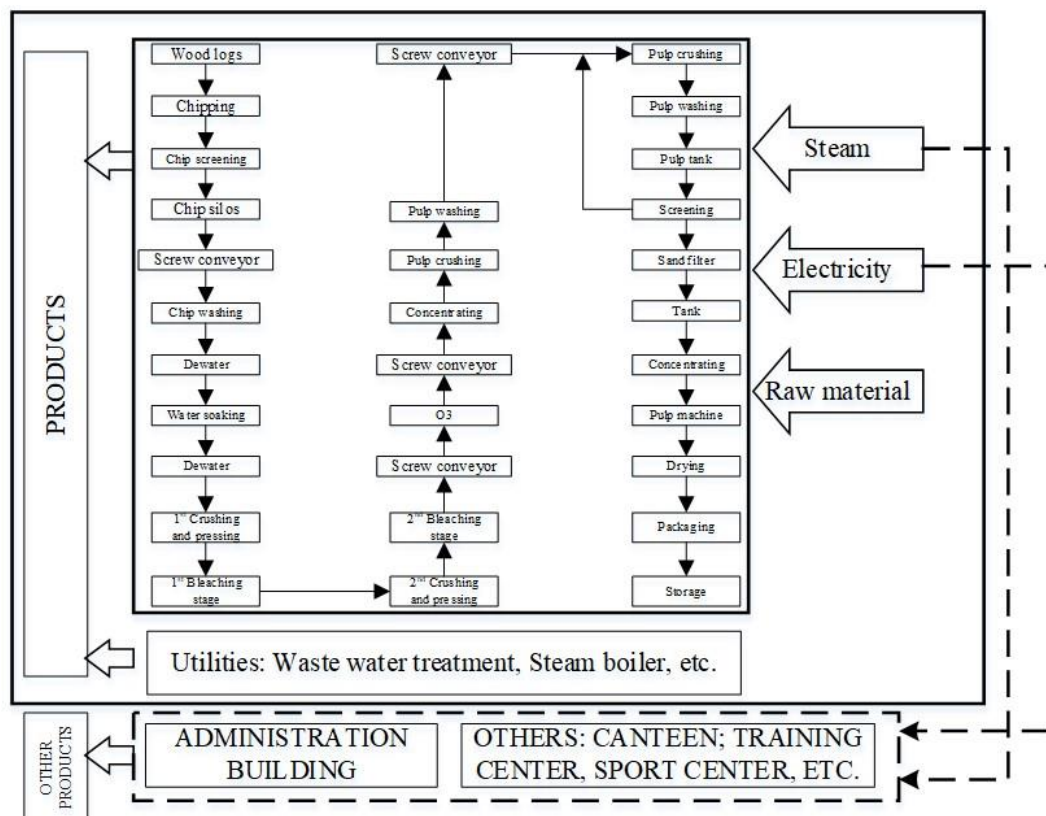 PRODUCTS
Wood logs
Chipping
Chip screening
Chip silos
Screw conveyor
Chip washing
Dewater
Water soaking
Dewater
1st Crushing
and pressing
1st Bleaching
stage
Screw conveyor
Pulp washing
Pulp crushing
Concentrating
Screw conveyor
O3
Screw conveyor
2nd Bleaching
stage
2nd Crushing
and pressing
Pulp crushing
Pulp washing
Pulp tank
Screening
Sand filter
Tank
Concentrating
Pulp machine
Drying
Packaging
Storage
Steam
Electricity
Raw material
Utilities: Waste water treatment, Steam boiler, etc.
OTHER
PRODUCTS
ADMINISTRATION
BUILDING
OTHERS: CANTEEN; TRAINING
CENTER, SPORT CENTER, ETC.